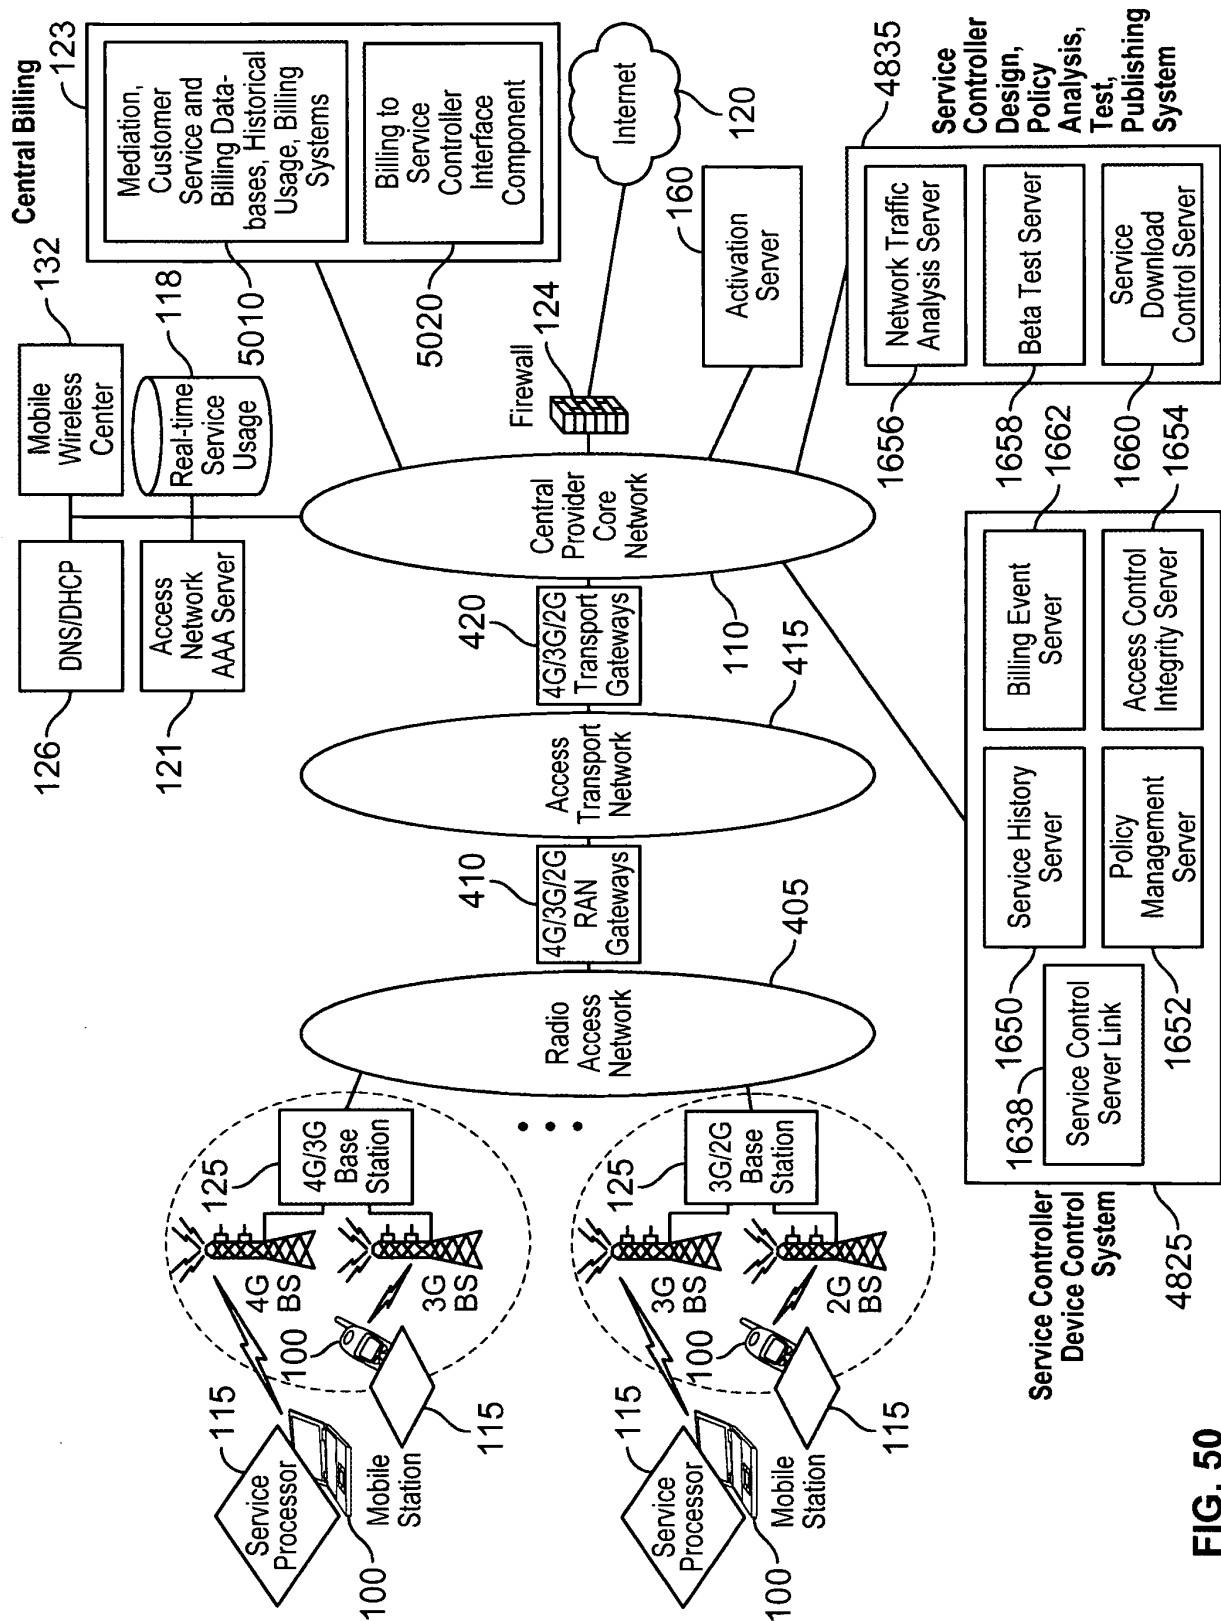 Central Billing
123
Mediation,
Customer
Service and
Billing Data-
bases, Historical
Usage, Billing
Systems
Billing to
Service
Controller
Interface
Component
5010
5020
132
Mobile
Wireless
Center
118
Real-time
Service
Usage
DNS/DHCP
126
Access
Network
AAA Server
121
Firewall
124
Internet
120
160
Activation
Server
Central
Provider
Core
Network
110
420
4G/3G/2G
Transport
Gateways
Access
Transport
Network
415
410
4G/3G/2G
RAN
Gateways
Radio
Access
Network
405
125
4G/3G
Base
Station
4G
BS
3G
BS
100
115
115
Service
Processor
Mobile
Station
100
125
3G/2G
Base
Station
3G
BS
2G
BS
100
115
115
Service
Processor
Mobile
Station
100
4835
Service
Controller
Design,
Policy
Analysis,
Test,
Publishing
System
Network Traffic
Analysis Server
1656
Beta Test Server
1658
Service
Download
Control Server
1660
1662
Billing Event
Server
1654
Access Control
Integrity Server
Service History
Server
1650
Policy
Management
Server
1652
1638
Service Control
Server Link
Service Controller
Device Control
System
4825
FIG. 50